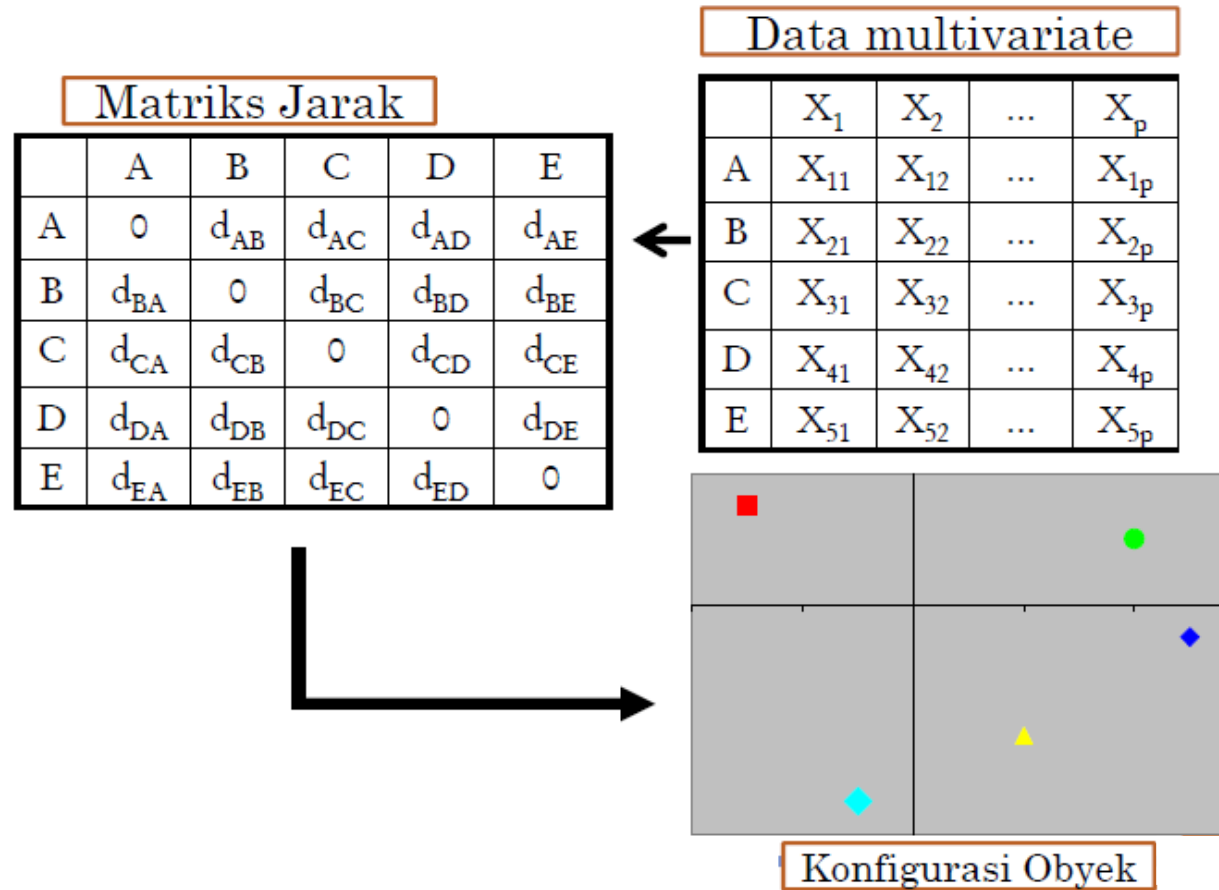 Data multivariate
X1 X2 ... Xp
A X11 X12 ... X1p
B X21 X22 ... X2p
C X31 X32 ... X3p
D X41 X42 ... X4p
E X51 X52 ... X5p
Matriks Jarak
A B C D E
A 0 dAB dAC dAD dAE
B dBA 0 dBC dBD dBE
C dCA dCB 0 dCD dCE
D dDA dDB dDC 0 dDE
E dEA dEB dEC dED 0
Konfigurasi Obyek